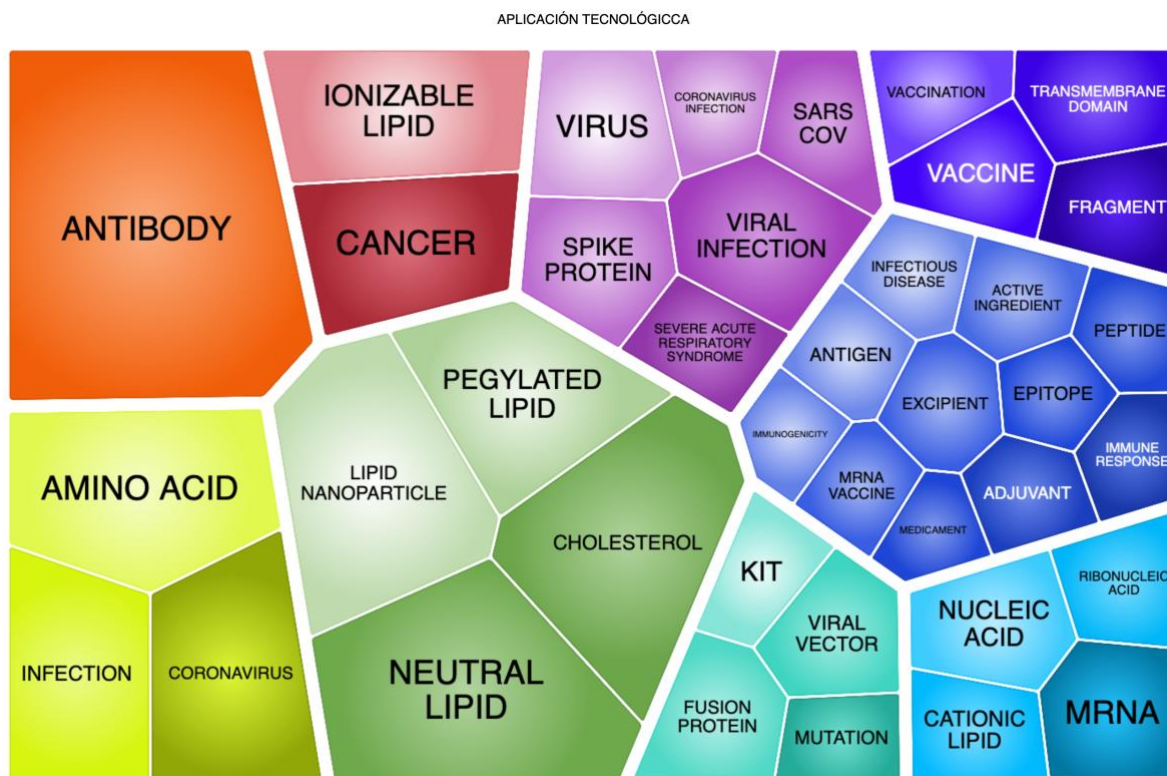 APLICACIÓN TECNOLÓGICCA
ANTIBODY
IONIZABLE
LIPID
CANCER
VIRUS
CORONAVIRUS
INFECTION
SARS
COV
SPIKE
PROTEIN
VIRAL
INFECTION
SEVERE ACUTE
RESPIRATORY
SYNDROME
VACCINATION
TRANSMEMBRANE
DOMAIN
VACCINE
FRAGMENT
INFECTIOUS
DISEASE
ACTIVE
INGREDIENT
PEPTIDE
ANTIGEN
EXCIPIENT
EPITOPE
IMMUNOGENICITY
MRNA
VACCINE
MEDICAMENT
ADJUVANT
IMMUNE
RESPONSE
AMINO ACID
INFECTION
CORONAVIRUS
LIPID
NANOPARTICLE
PEGYLATED
LIPID
CHOLESTEROL
NEUTRAL
LIPID
KIT
VIRAL
VECTOR
FUSION
PROTEIN
MUTATION
NUCLEIC
ACID
RIBONUCLEIC
ACID
CATIONIC
LIPID
MRNA